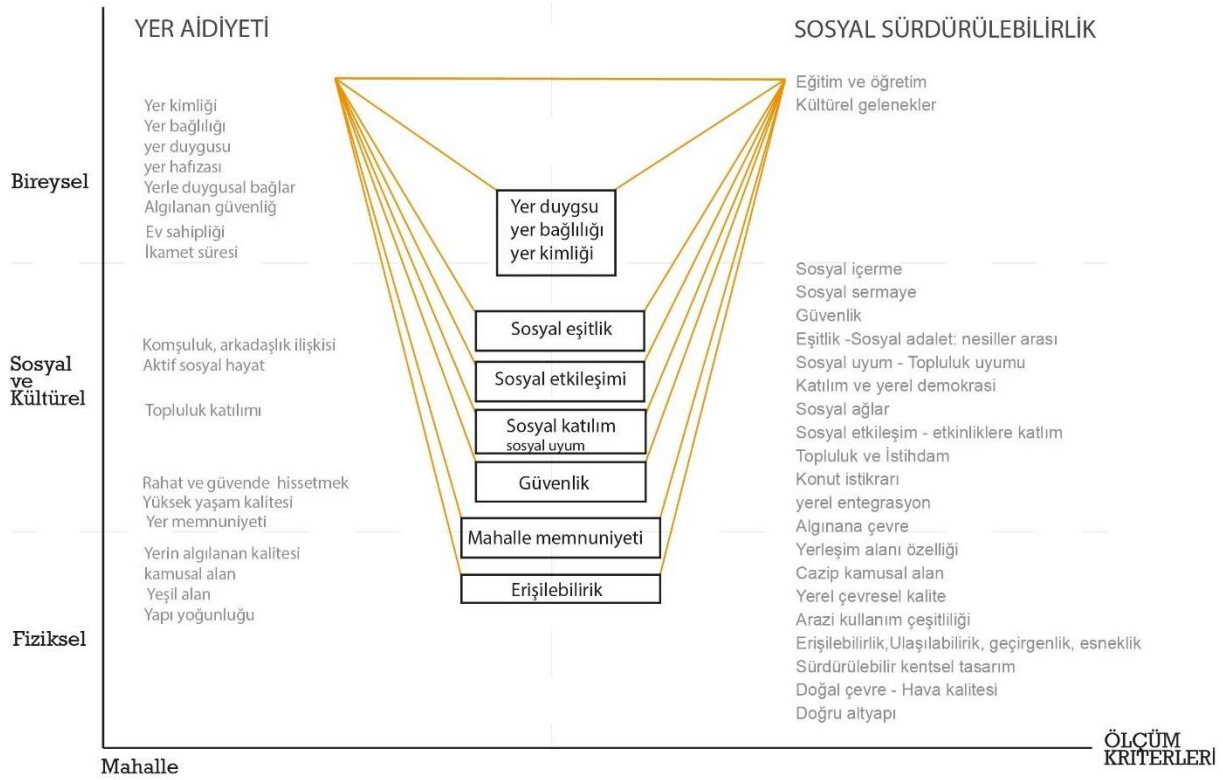 YER AİDİYETİ
SOSYAL SÜRDÜRÜLEBİLİRLİK
Bireysel
Yer kimliği
Yer bağlılığı
yer duygusu
yer hafızası
Yerle duygusal bağlar
Algılanan güvenliğ
Ev sahipliği
İkamet süresi
Yer duygsu
yer bağlılığı
yer kimliği
Eğitim ve öğretim
Kültürel gelenekler
Sosyal
ve
Kültürel
Komşuluk, arkadaşlık ilişkisi
Aktif sosyal hayat
Topluluk katılımı
Rahat ve güvende hissetmek
Yüksek yaşam kalitesi
Yer memnuniyeti
Sosyal eşitlik
Sosyal etkileşimi
Sosyal katılım
sosyal uyum
Güvenlik
Mahalle memnuniyeti
Erişilebilirik
Sosyal içerme
Sosyal sermaye
Güvenlik
Eşitlik -Sosyal adalet: nesiller arası
Sosyal uyum - Topluluk uyumu
Katılım ve yerel demokrasi
Sosyal ağlar
Sosyal etkileşim - etkinliklere katlım
Topluluk ve İstihdam
Konut istikrarı
yerel entegrasyon
Algınana çevre
Yerleşim alanı özelliği
Cazip kamusal alan
Yerel çevresel kalite
Arazi kullanım çeşitliliği
Erişilebilirlik,Ulaşılabilirik, geçirgenlik, esneklik
Sürdürülebilir kentsel tasarım
Doğal çevre - Hava kalitesi
Doğru altyapı
Fiziksel
Yerin algılanan kalitesi
kamusal alan
Yeşil alan
Yapı yoğunluğu
Mahalle
ÖLÇÜM
KRİTERLERİ